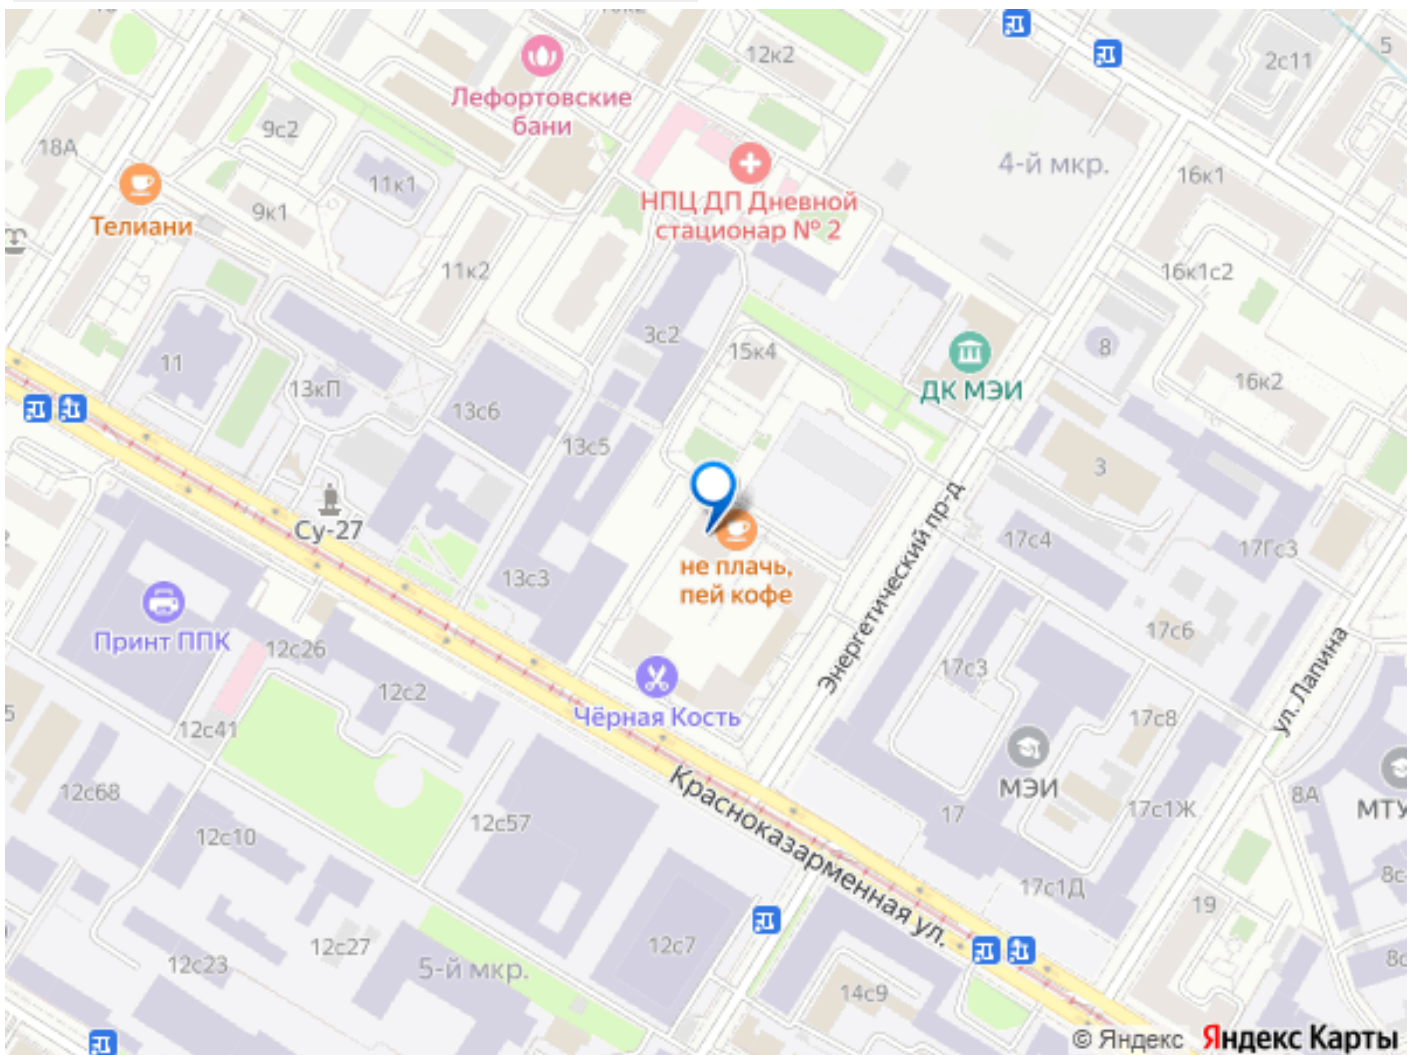 12к2
2с11
5
Лефортовские
бани
9с2
18А
4-й мкр.
16к1
11к1
НПЦ ДП Дневной
стационар № 2
Телиани
9к1
11к2
16к1с2
3с2
15к4
8
11
13кП
ДК МЭИ
16к2
13с6
13с5
3
Су-27
Энергетический пр-д
17с4
17Гс3
не плачь,
пей кофе
13с3
Принт ППК
12с26
17с6
17с3
ул. Лапина
12с2
Чёрная Кость
12с41
17с8
МЭИ
Красноказарменная ул.
12с68
8А
МТУ
17с1Ж
12с57
17
12с10
17с1Д
19
12с27
12с7
12с23
5-й мкр.
14с9
© Яндекс Яндекс Карты